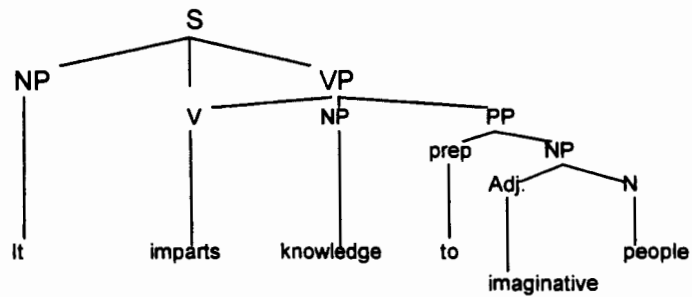 S
NP VP
V NP PP
prep NP
Adj. N
It imparts knowledge to people
imaginative